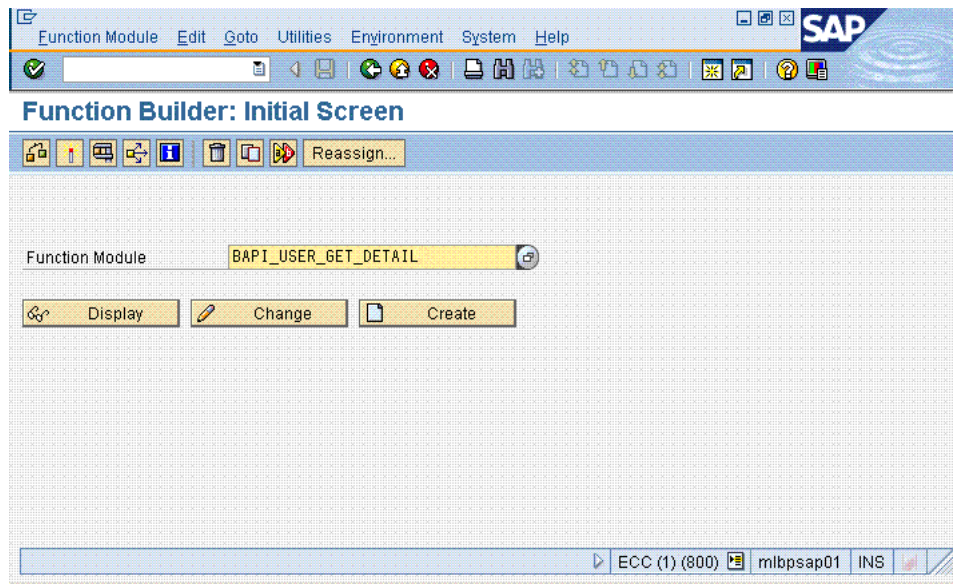 Function Module Edit Goto Utilities Environment System Help
SAP
Function Builder: Initial Screen
Reassign...
Function Module BAPI_USER_GET_DETAIL
Display Change Create
ECC (1) (800) mlbpsap01 INS